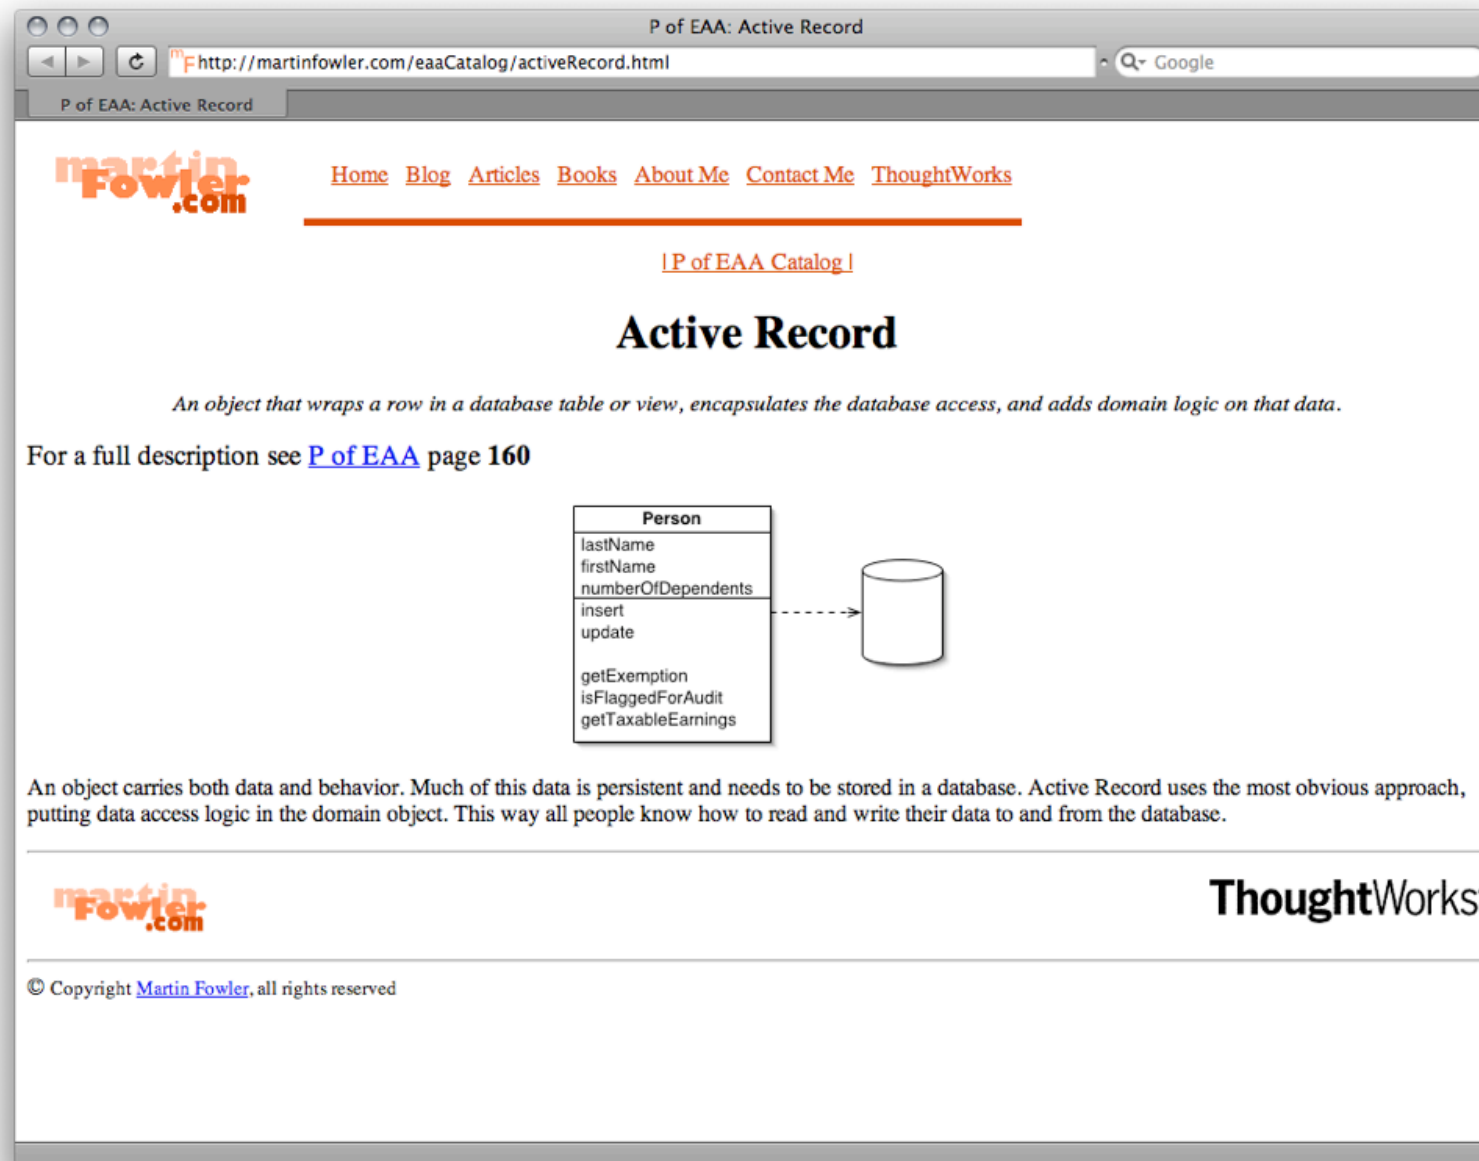 P of EAA: Active Record
http://martinfowler.com/eaaCatalog/activeRecord.html
Google
P of EAA: Active Record
martin
Fowler
.com
Home Blog Articles Books About Me Contact Me ThoughtWorks
| P of EAA Catalog |
Active Record
An object that wraps a row in a database table or view, encapsulates the database access, and adds domain logic on that data.
For a full description see P of EAA page 160
Person
lastName
firstName
numberOfDependents
insert
update
getExemption
isFlaggedForAudit
getTaxableEarnings
An object carries both data and behavior. Much of this data is persistent and needs to be stored in a database. Active Record uses the most obvious approach,
putting data access logic in the domain object. This way all people know how to read and write their data to and from the database.
martin
Fowler
.com
ThoughtWorks
© Copyright Martin Fowler, all rights reserved